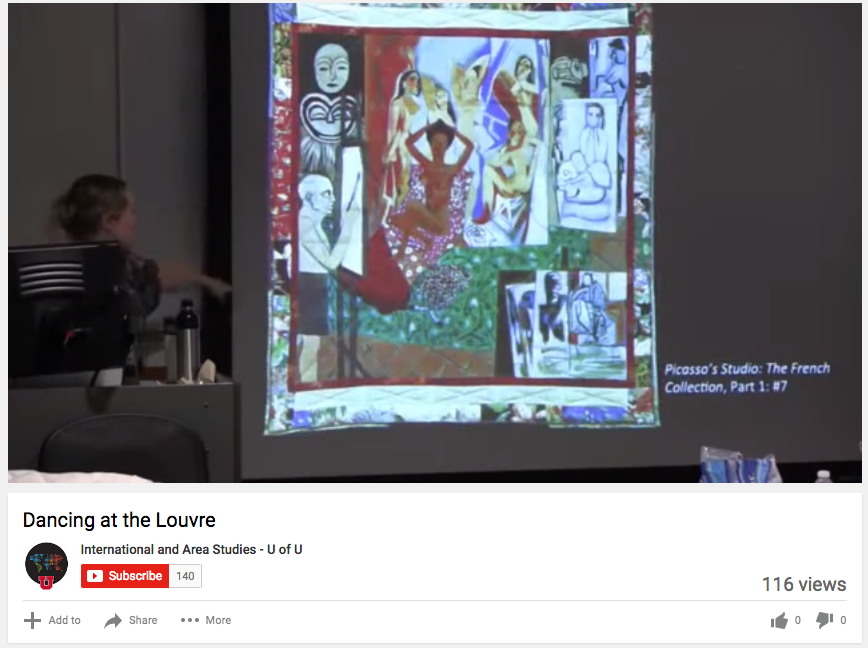 Picasso's Studio: The French
Collection, Part 1: #7
Dancing at the Louvre
International and Area Studies - U of U
Subscribe 140
116 views
Add to Share More
0 0